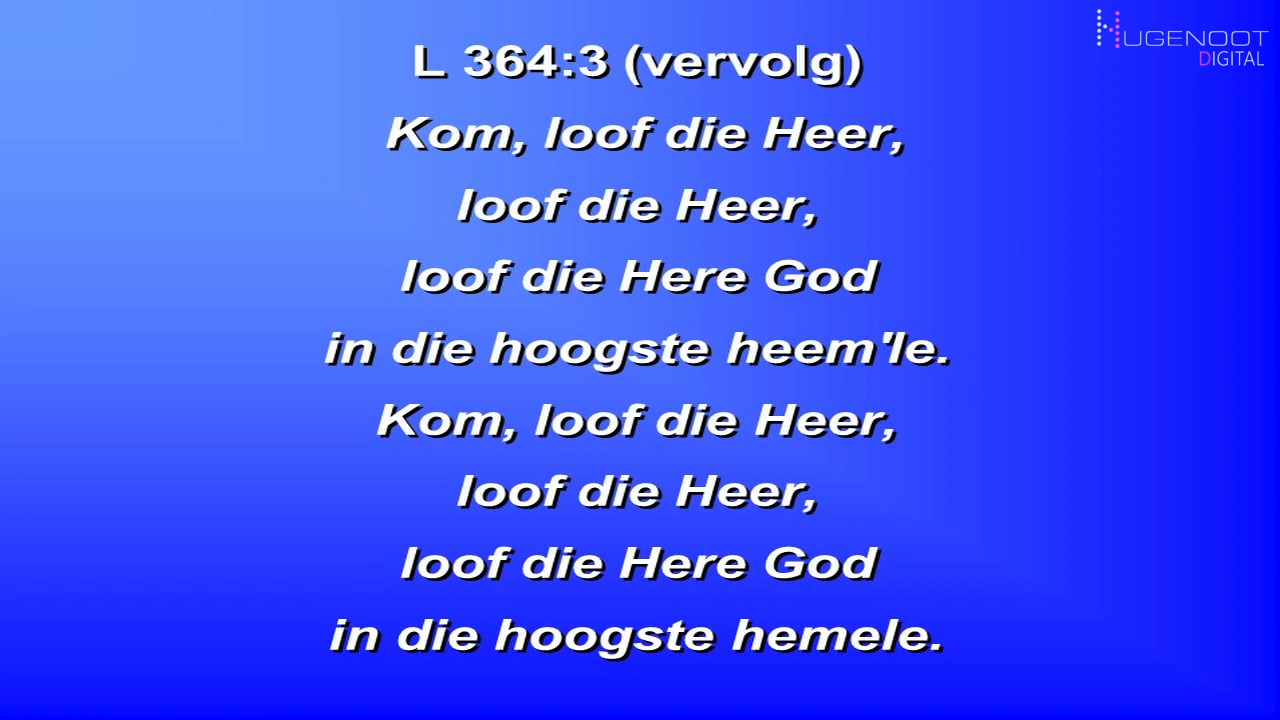 HUGENOOT
DIGITAL
L 364:3 (vervolg)
Kom, loof die Heer,
loof die Heer,
loof die Here God
in die hoogste heem'le.
Kom, loof die Heer,
loof die Heer,
loof die Here God
in die hoogste hemele.